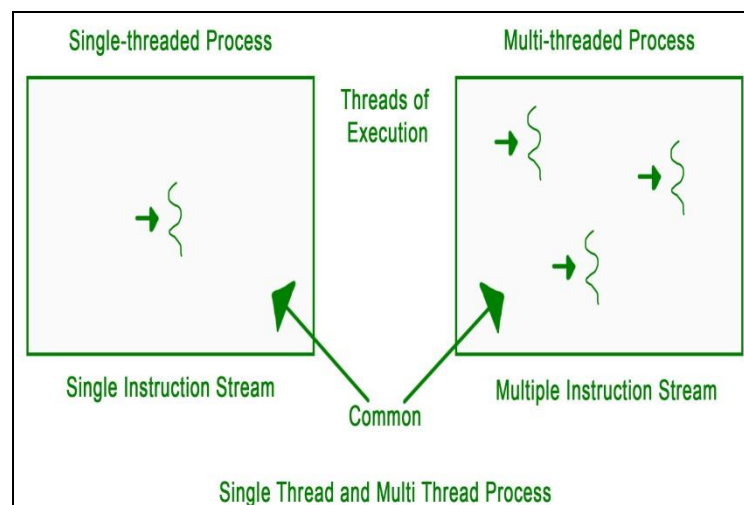 Single-threaded Process
Multi-threaded Process
Threads of
Execution
Single Instruction Stream
Multiple Instruction Stream
Common
Single Thread and Multi Thread Process